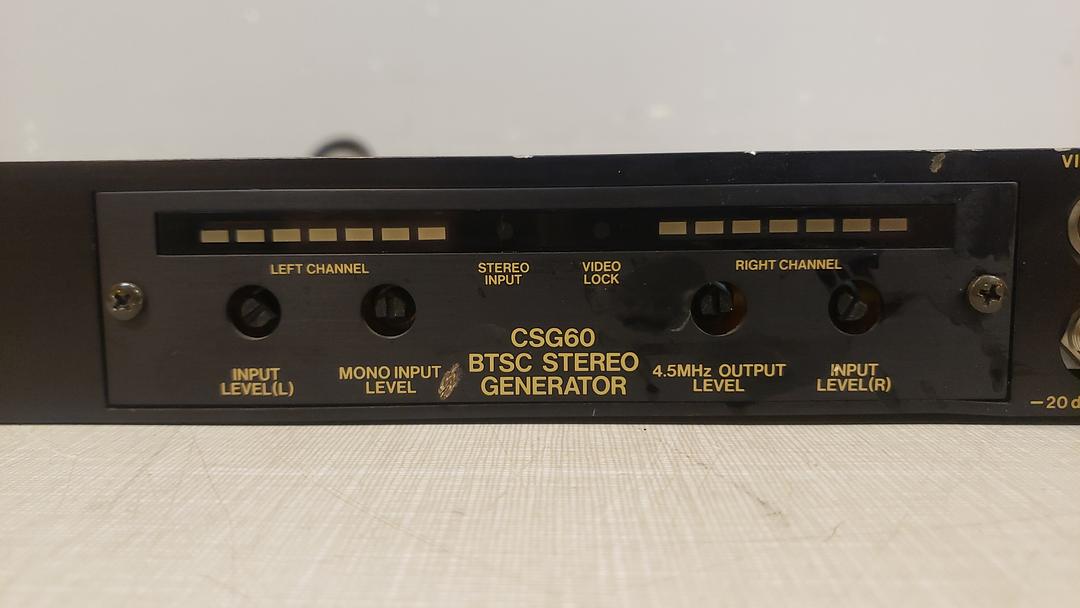 LEFT CHANNEL
STEREO
INPUT
VIDEO
LOCK
RIGHT CHANNEL
INPUT
LEVEL(L)
MONO INPUT
LEVEL
CSG60
BTSC STEREO
GENERATOR
4.5MHz OUTPUT
LEVEL
INPUT
LEVEL(R)